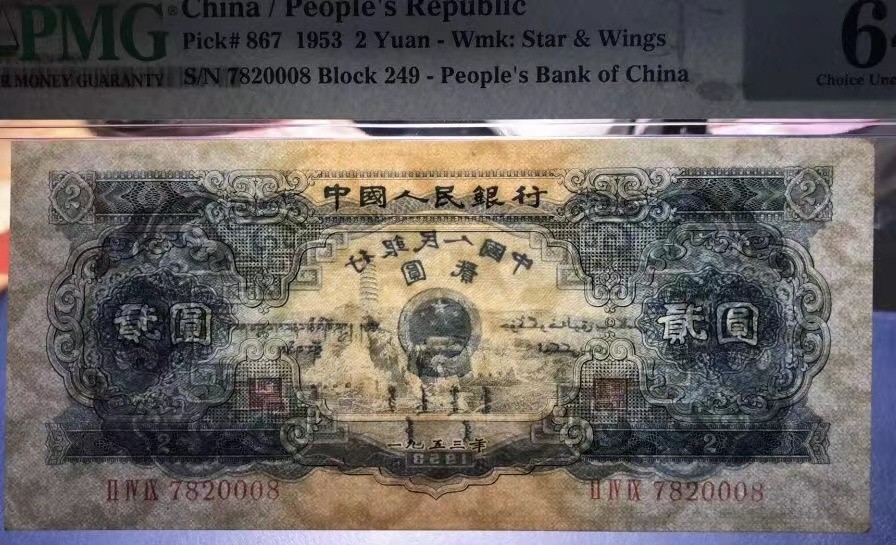 China / People's Republic
PMG
Pick# 867 1953 2 Yuan - Wmk: Star & Wings
MONEY GUARANTY
S/N 7820008 Block 249 - People's Bank of China
Choice
2 中國人民銀行 2
中國人民銀行
貳圓
貳圓 貳圓
一九五三年
2 2
1953
II IV IX 7820008 II IV IX 7820008